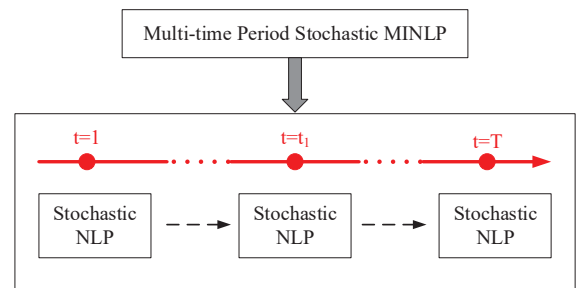 Multi-time Period Stochastic MINLP
t=1 t=t₁ t=T
Stochastic NLP
Stochastic NLP
Stochastic NLP